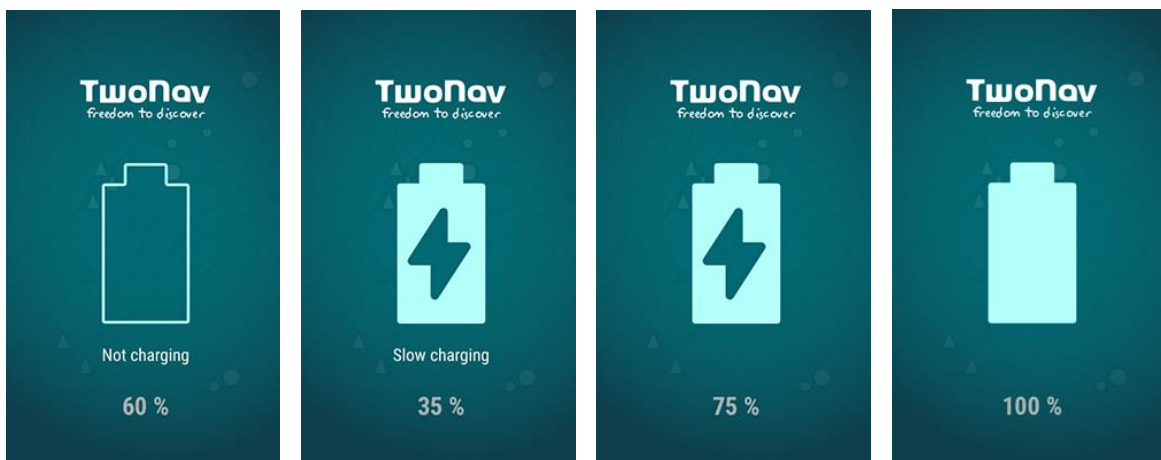 TwoNav
freedom to discover
Not charging
60 %
TwoNav
freedom to discover
Slow charging
35 %
TwoNav
freedom to discover
75 %
TwoNav
freedom to discover
100 %